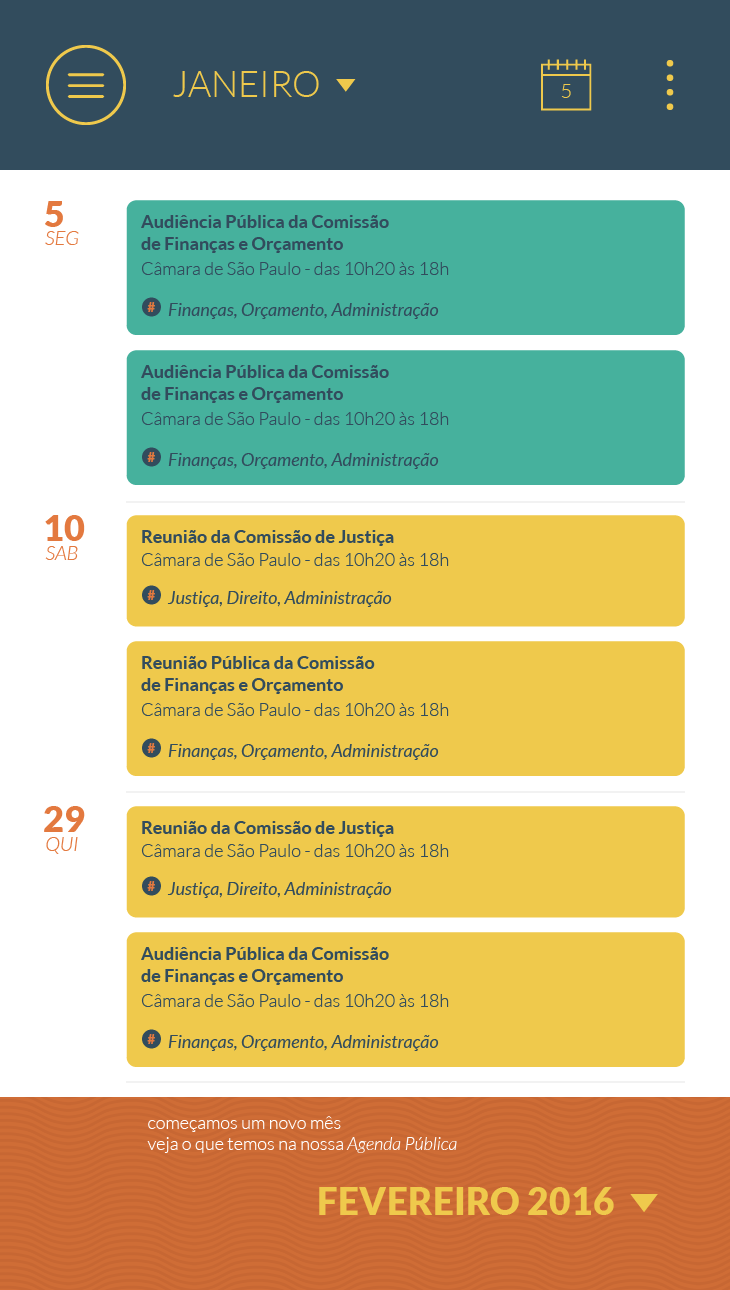 JANEIRO
5
5
SEG
Audiência Pública da Comissão
de Finanças e Orçamento
Câmara de São Paulo - das 10h20 às 18h
# Finanças, Orçamento, Administração
Audiência Pública da Comissão
de Finanças e Orçamento
Câmara de São Paulo - das 10h20 às 18h
# Finanças, Orçamento, Administração
10
SAB
Reunião da Comissão de Justiça
Câmara de São Paulo - das 10h20 às 18h
# Justiça, Direito, Administração
Reunião Pública da Comissão
de Finanças e Orçamento
Câmara de São Paulo - das 10h20 às 18h
# Finanças, Orçamento, Administração
29
QUI
Reunião da Comissão de Justiça
Câmara de São Paulo - das 10h20 às 18h
# Justiça, Direito, Administração
Audiência Pública da Comissão
de Finanças e Orçamento
Câmara de São Paulo - das 10h20 às 18h
# Finanças, Orçamento, Administração
começamos um novo mês
veja o que temos na nossa Agenda Pública
FEVEREIRO 2016